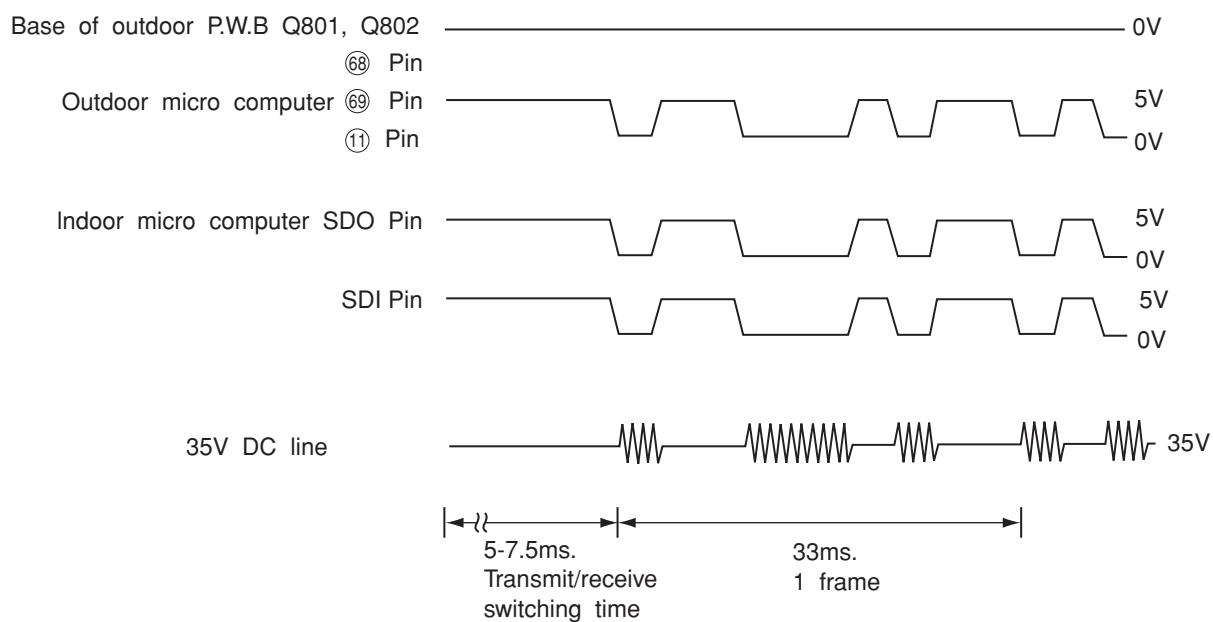 Base of outdoor P.W.B Q801, Q802 0V
68 Pin
Outdoor micro computer 69 Pin 5V
11 Pin 0V
Indoor micro computer SDO Pin 5V
0V
SDI Pin 5V
0V
35V DC line 35V
5-7.5ms.
Transmit/receive
switching time
33ms.
1 frame